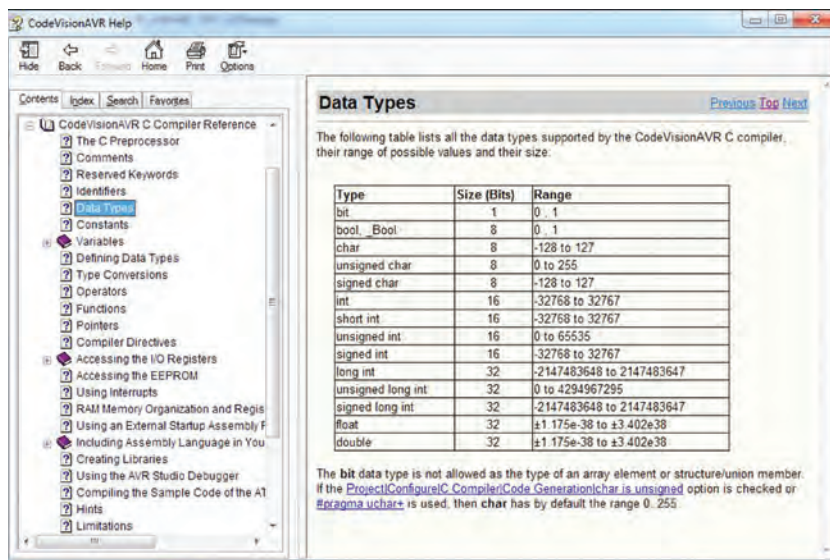 CodeVisionAVR Help
Hide Back Forward Home Print Options
Contents Index Search Favorites
CodeVisionAVR C Compiler Reference
The C Preprocessor
Comments
Reserved Keywords
Identifiers
Data Types
Constants
Variables
Defining Data Types
Type Conversions
Operators
Functions
Pointers
Compiler Directives
Accessing the I/O Registers
Accessing the EEPROM
Using Interrupts
RAM Memory Organization and Regis
Using an External Startup Assembly F
Including Assembly Language in You
Creating Libraries
Using the AVR Studio Debugger
Compiling the Sample Code of the AT
Hints
Limitations
Data Types Previous Top Next
The following table lists all the data types supported by the CodeVisionAVR C compiler,
their range of possible values and their size:
Type Size (Bits) Range
bit 1 0 , 1
bool, _Bool 8 0 , 1
char 8 -128 to 127
unsigned char 8 0 to 255
signed char 8 -128 to 127
int 16 -32768 to 32767
short int 16 -32768 to 32767
unsigned int 16 0 to 65535
signed int 16 -32768 to 32767
long int 32 -2147483648 to 2147483647
unsigned long int 32 0 to 4294967295
signed long int 32 -2147483648 to 2147483647
float 32 ±1.175e-38 to ±3.402e38
double 32 ±1.175e-38 to ±3.402e38
The bit data type is not allowed as the type of an array element or structure/union member.
If the Project|Configure|C Compiler|Code Generation|char is unsigned option is checked or
#pragma uchar+ is used, then char has by default the range 0..255